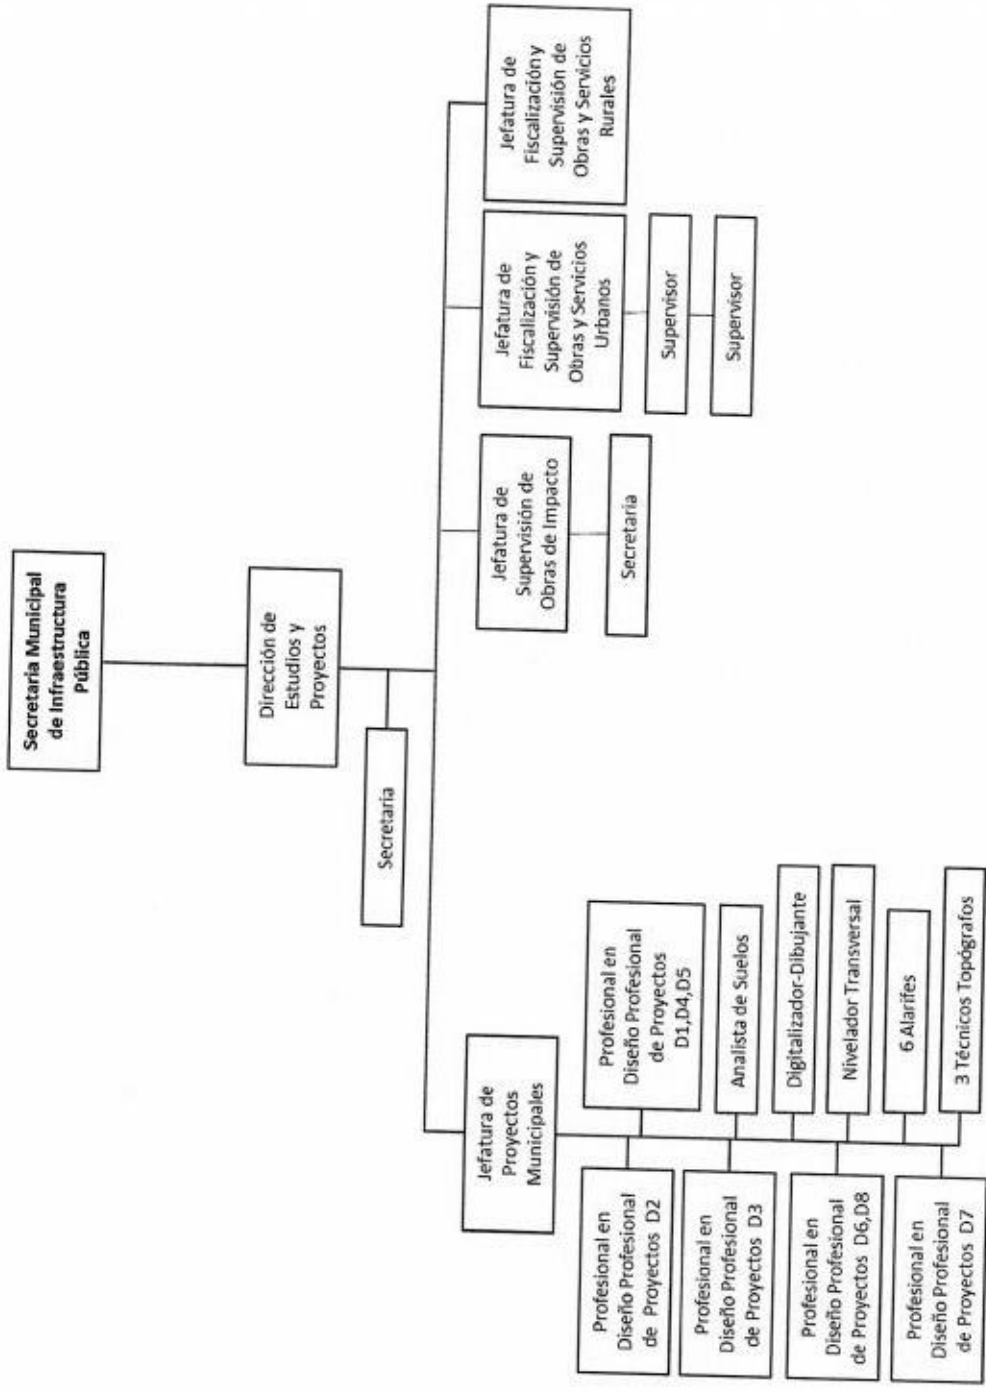 Secretaria Municipal
de Infraestructura
Pública
Dirección de
Estudios y
Proyectos
Secretaria
Jefatura de
Proyectos
Municipales
Profesional en
Diseño Profesional
de Proyectos D2
Profesional en
Diseño Profesional
de Proyectos D3
Profesional en
Diseño Profesional
de Proyectos D6,D8
Profesional en
Diseño Profesional
de Proyectos D7
Profesional en
Diseño Profesional
de Proyectos
D1,D4,D5
Analista de Suelos
Digitalizador-Dibujante
Nivelador Transversal
6 Alarifes
3 Técnicos Topógrafos
Jefatura de
Supervisión de
Obras de Impacto
Secretaria
Jefatura de
Fiscalización y
Supervisión de
Obras y Servicios
Urbanos
Supervisor
Supervisor
Jefatura de
Fiscalización y
Supervisión de
Obras y Servicios
Rurales